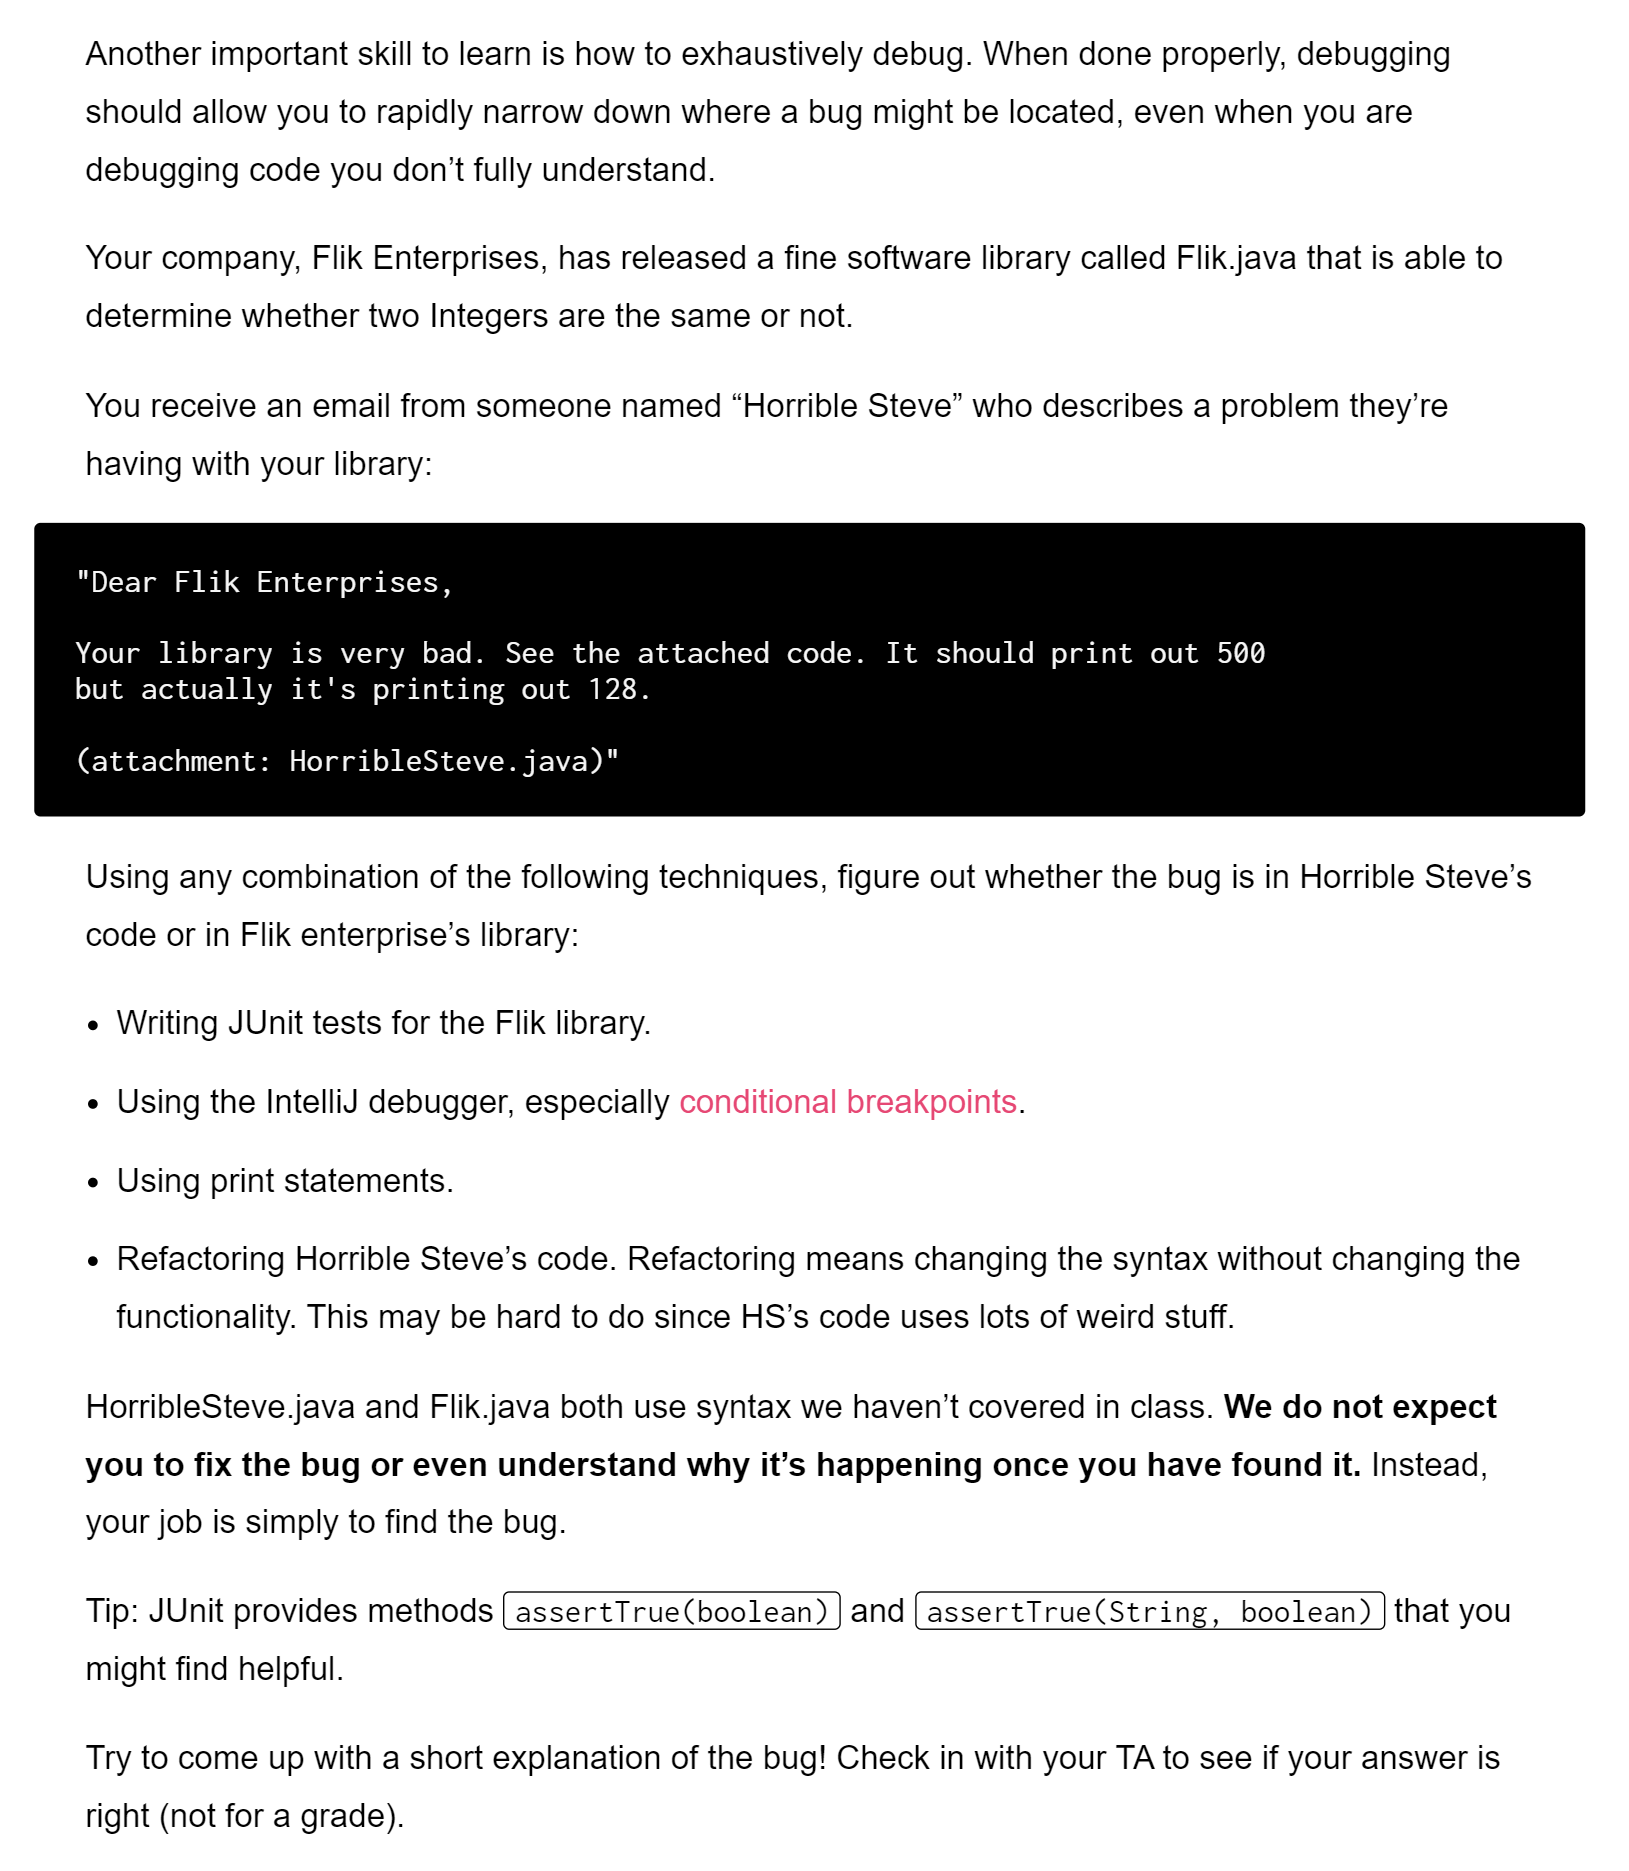 Another important skill to learn is how to exhaustively debug. When done properly, debugging
should allow you to rapidly narrow down where a bug might be located, even when you are
debugging code you don’t fully understand.
Your company, Flik Enterprises, has released a fine software library called Flik.java that is able to
determine whether two Integers are the same or not.
You receive an email from someone named “Horrible Steve” who describes a problem they’re
having with your library:
"Dear Flik Enterprises,
Your library is very bad. See the attached code. It should print out 500
but actually it's printing out 128.
(attachment: HorribleSteve.java)"
Using any combination of the following techniques, figure out whether the bug is in Horrible Steve’s
code or in Flik enterprise’s library:
• Writing JUnit tests for the Flik library.
• Using the IntelliJ debugger, especially conditional breakpoints.
• Using print statements.
• Refactoring Horrible Steve’s code. Refactoring means changing the syntax without changing the
functionality. This may be hard to do since HS’s code uses lots of weird stuff.
HorribleSteve.java and Flik.java both use syntax we haven’t covered in class. We do not expect
you to fix the bug or even understand why it’s happening once you have found it. Instead,
your job is simply to find the bug.
Tip: JUnit provides methods assertTrue(boolean) and assertTrue(String, boolean) that you
might find helpful.
Try to come up with a short explanation of the bug! Check in with your TA to see if your answer is
right (not for a grade).